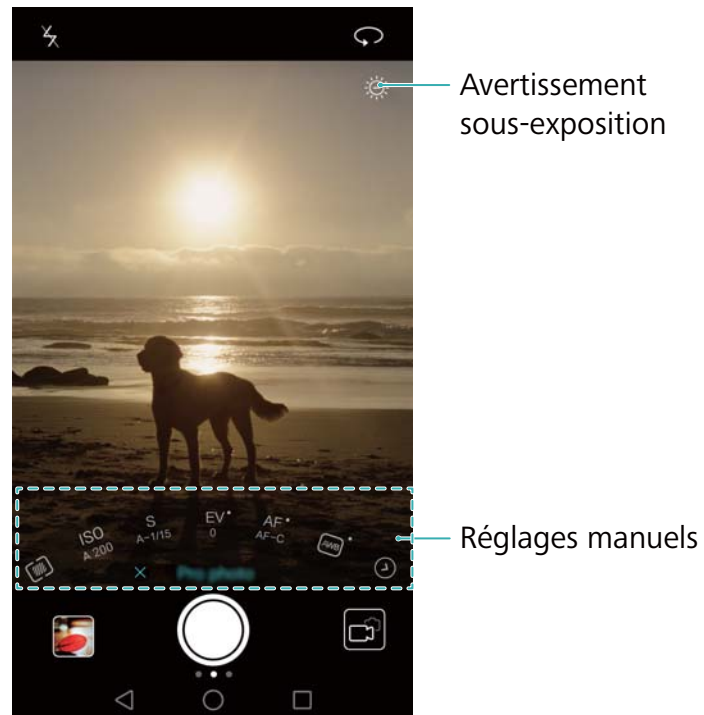 Avertissement
sous-exposition
ISO
A:200
S
A-1/15
EV
0
AF
AF-C
AWB
Pro photo
Réglages manuels